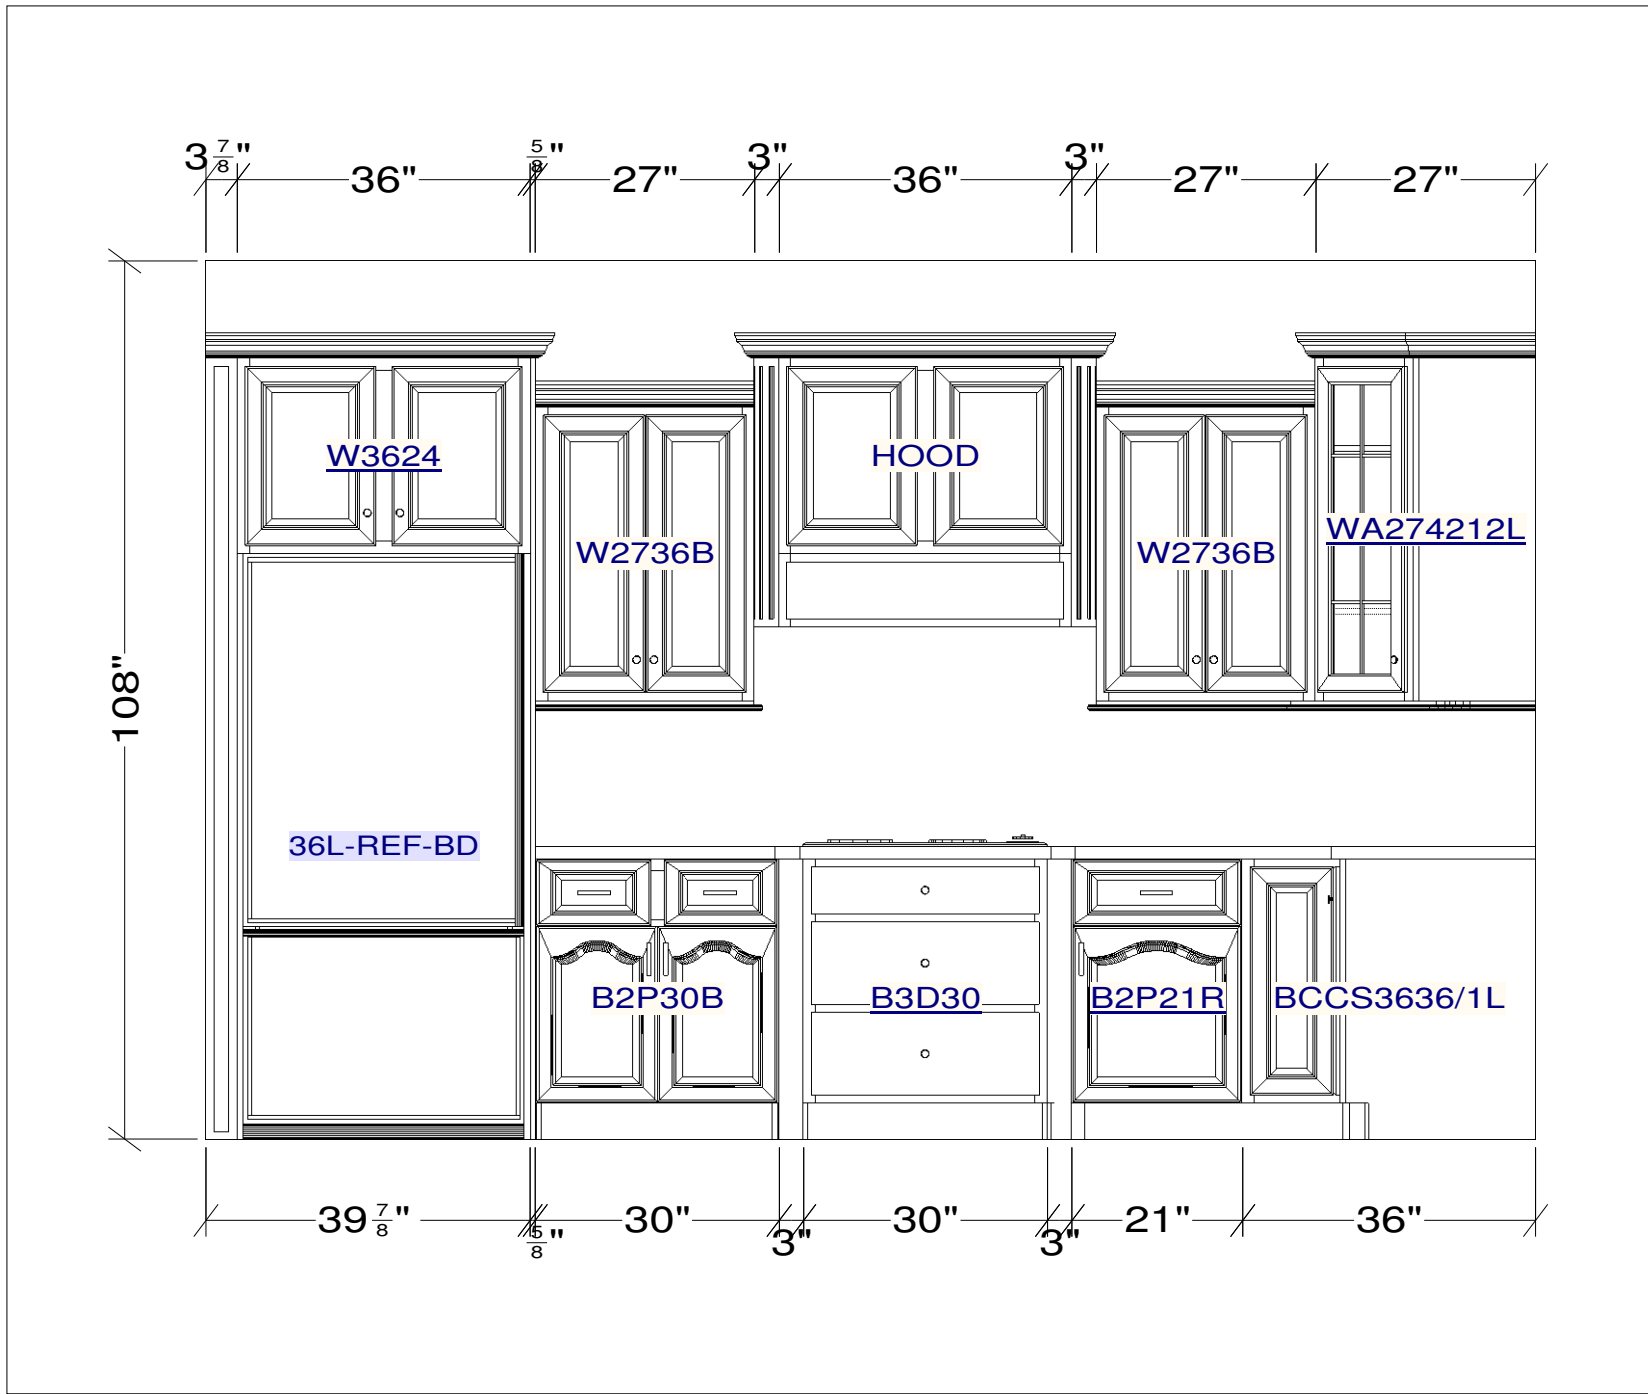 3 7/8" 36" 5/8" 27" 3" 36" 3" 27" 27"
W3624
HOOD
W2736B
W2736B
WA274212L
108"
36L-REF-BD
B2P30B
B3D30
B2P21R
BCCS3636/1L
39 7/8" 5/8" 30" 3" 30" 3" 21" 36"